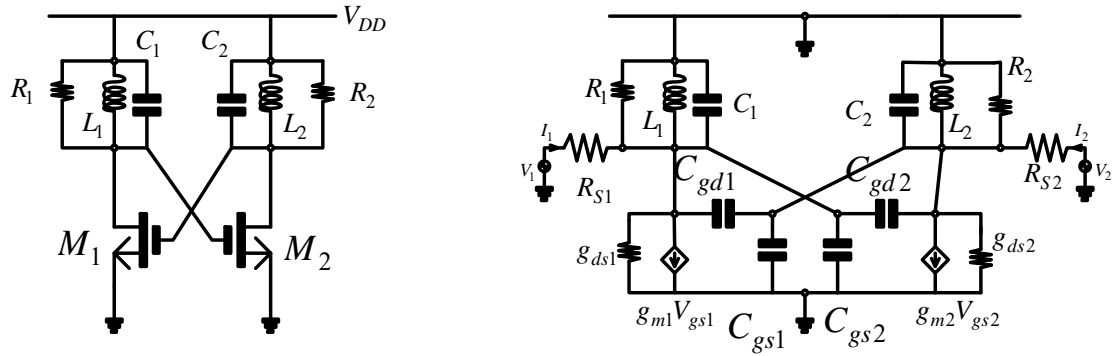 V_DD
C_1 C_2
R_1 R_2
L_1 L_2
M_1 M_2
R_1 C_1 C_2 R_2
L_1 L_2
I_1 I_2
V_1 V_2
R_S1 R_S2
C_gd1 C_gd2
g_ds1 g_ds2
g_m1V_gs1 g_m2V_gs2
C_gs1 C_gs2